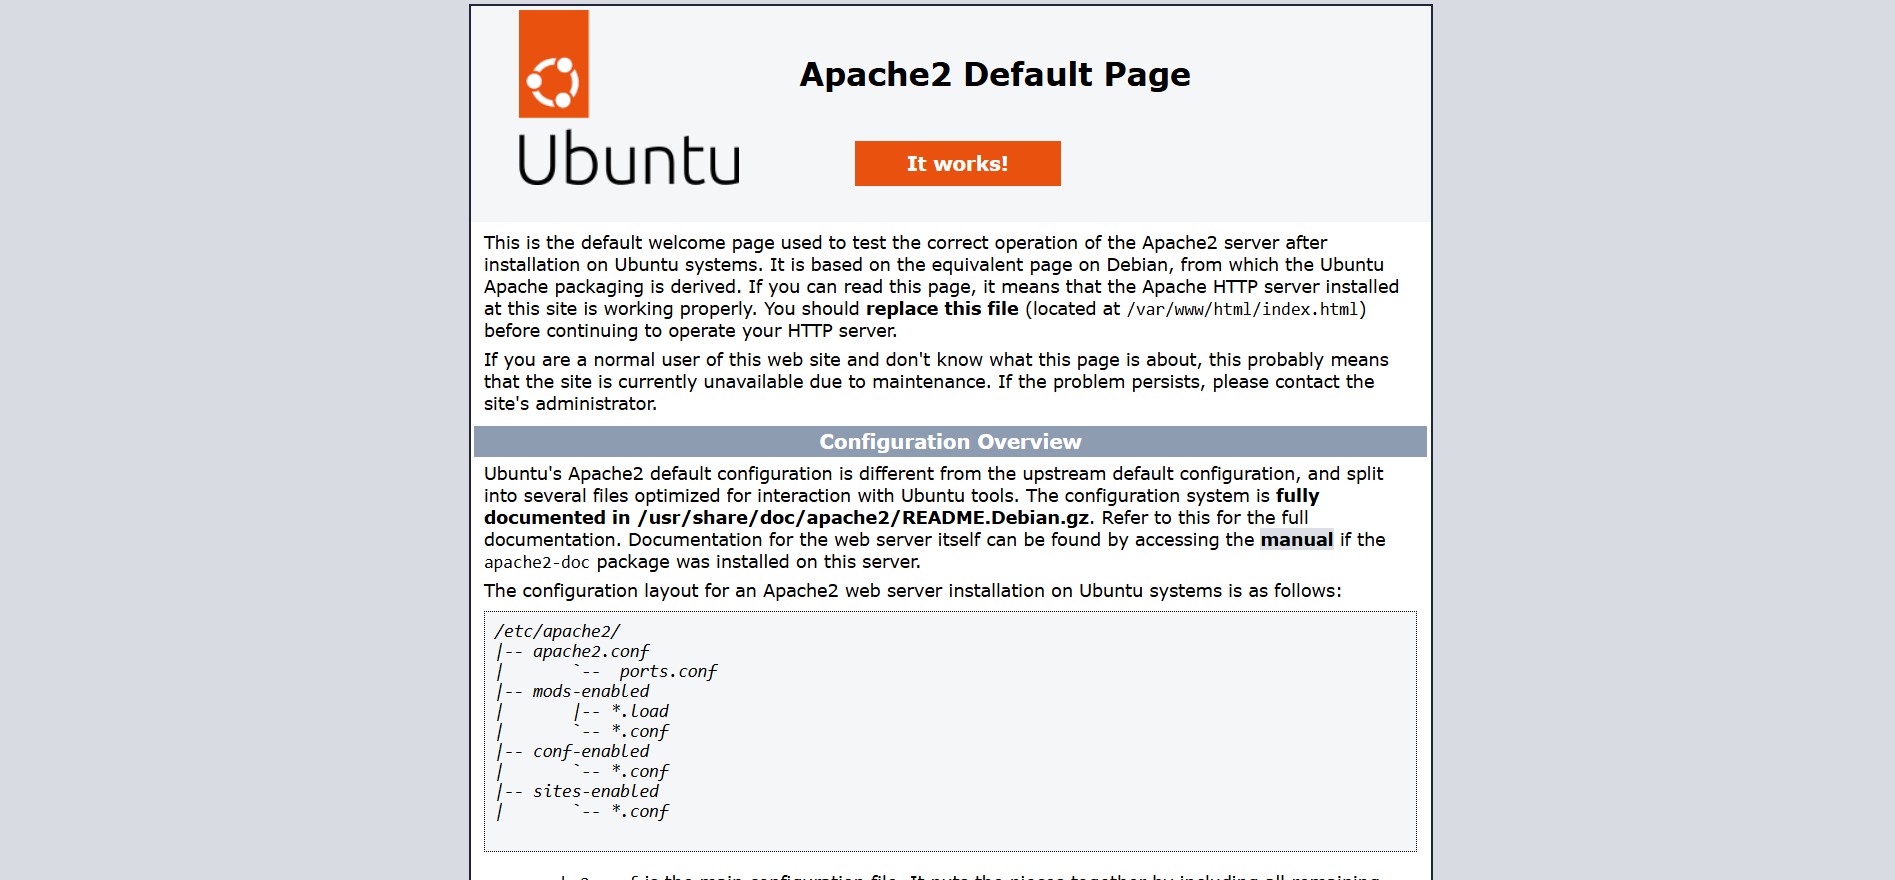 Ubuntu
Apache2 Default Page
It works!
This is the default welcome page used to test the correct operation of the Apache2 server after
installation on Ubuntu systems. It is based on the equivalent page on Debian, from which the Ubuntu
Apache packaging is derived. If you can read this page, it means that the Apache HTTP server installed
at this site is working properly. You should replace this file (located at /var/www/html/index.html)
before continuing to operate your HTTP server.
If you are a normal user of this web site and don't know what this page is about, this probably means
that the site is currently unavailable due to maintenance. If the problem persists, please contact the
site's administrator.
Configuration Overview
Ubuntu's Apache2 default configuration is different from the upstream default configuration, and split
into several files optimized for interaction with Ubuntu tools. The configuration system is fully
documented in /usr/share/doc/apache2/README.Debian.gz. Refer to this for the full
documentation. Documentation for the web server itself can be found by accessing the manual if the
apache2-doc package was installed on this server.
The configuration layout for an Apache2 web server installation on Ubuntu systems is as follows:
/etc/apache2/
|-- apache2.conf
|       `--  ports.conf
|-- mods-enabled
|       |-- *.load
|       `-- *.conf
|-- conf-enabled
|       `-- *.conf
|-- sites-enabled
|       `-- *.conf